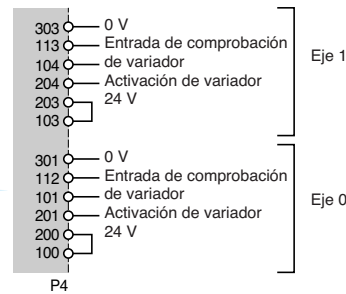 303 0 V
113 Entrada de comprobación
104 de variador
204 Activación de variador
203 24 V
103
Eje 1
301 0 V
112 Entrada de comprobación
101 de variador
201 Activación de variador
200 24 V
100
Eje 0
P4